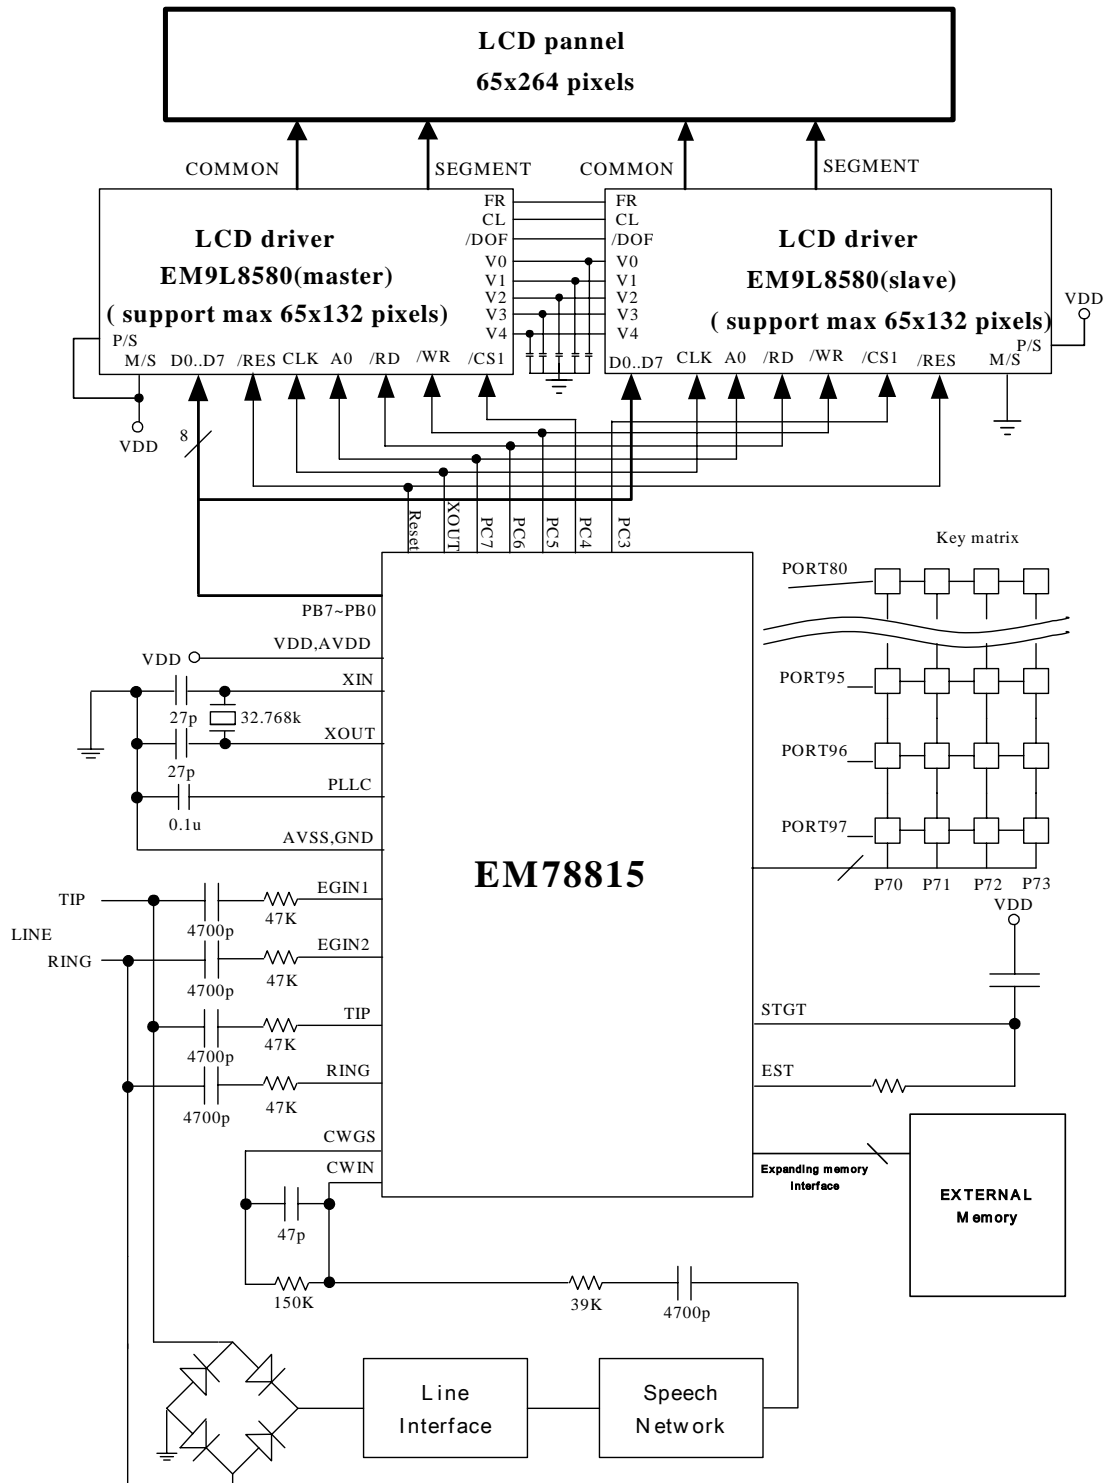 LCD pannel
65x264 pixels
COMMON
SEGMENT
COMMON
SEGMENT
LCD driver
EM9L8580(master)
( support max 65x132 pixels)
FR
CL
/DOF
V0
V1
V2
V3
V4
P/S
M/S
D0..D7
/RES
CLK
A0
/RD
/WR
/CS1
VDD
8
FR
CL
/DOF
V0
V1
V2
V3
V4
LCD driver
EM9L8580(slave)
( support max 65x132 pixels)
D0..D7
CLK
A0
/RD
/WR
/CS1
/RES
M/S
P/S
VDD
Reset
XOUT
PC7
PC6
PC5
PC4
PC3
Key matrix
PORT80
PORT95
PORT96
PORT97
P70
P71
P72
P73
PB7~PB0
VDD,AVDD
VDD
XIN
27p
32.768k
XOUT
27p
PLLC
0.1u
AVSS,GND
EM78815
TIP
LINE
RING
EGIN1
4700p
47K
EGIN2
4700p
47K
TIP
4700p
47K
RING
4700p
47K
VDD
STGT
EST
CWGS
CWIN
47p
150K
39K
4700p
Expanding memory
Interface
EXTERNAL
Memory
Line
Interface
Speech
Network